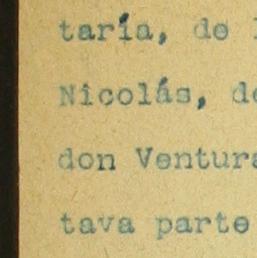 taría, de
Nicolás, de
don Ventura
tava parte